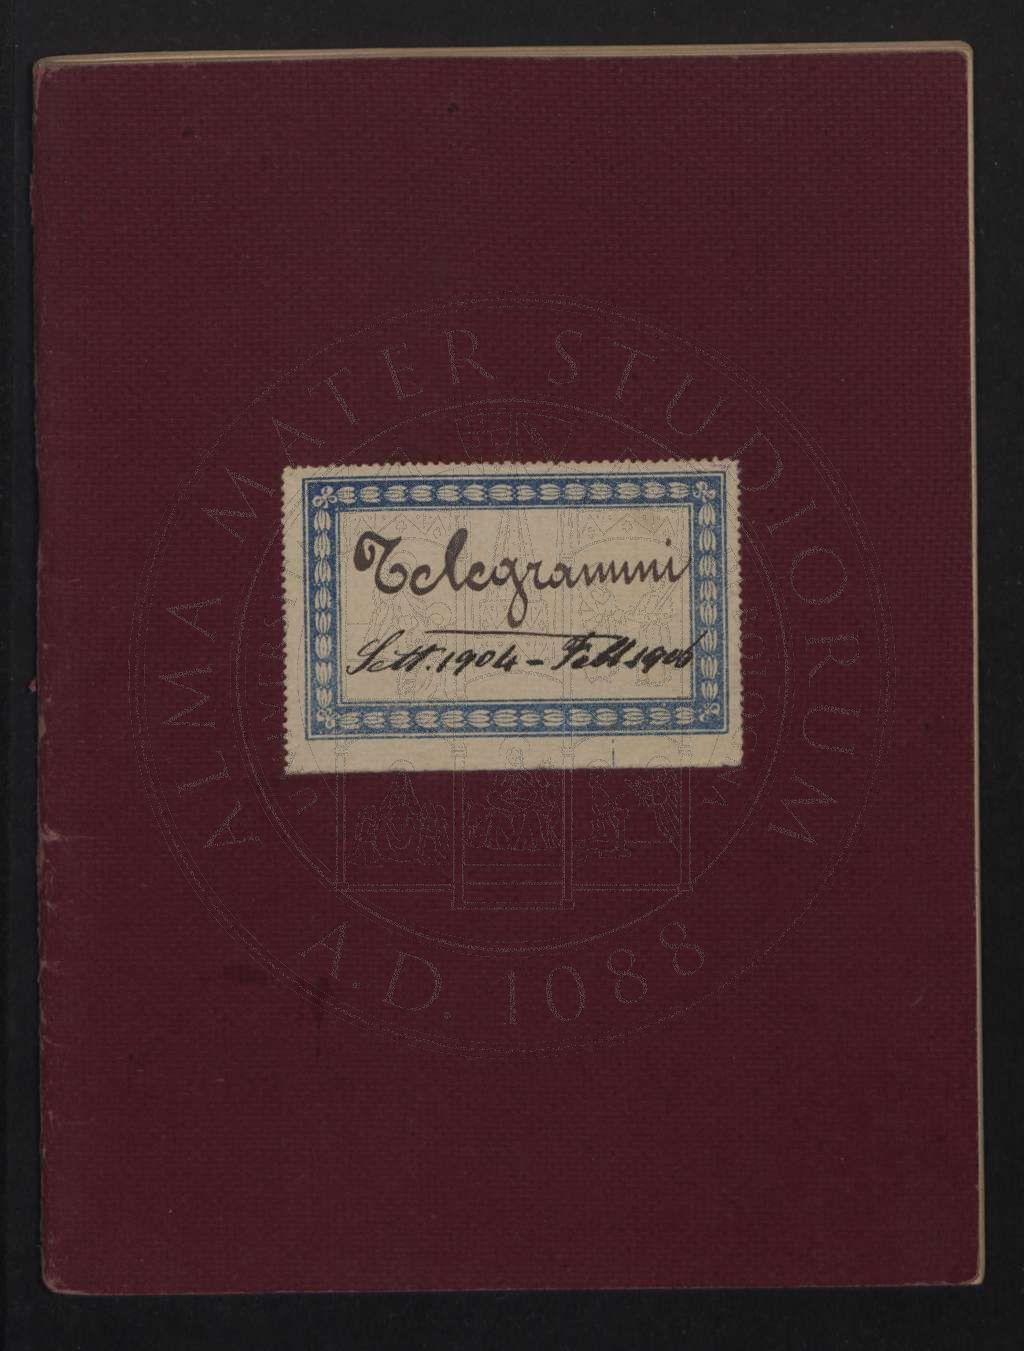 Telegrammi
Sett. 1904 - Febb. 1906
ALMA MATER STUDIORUM
A.D. 1088